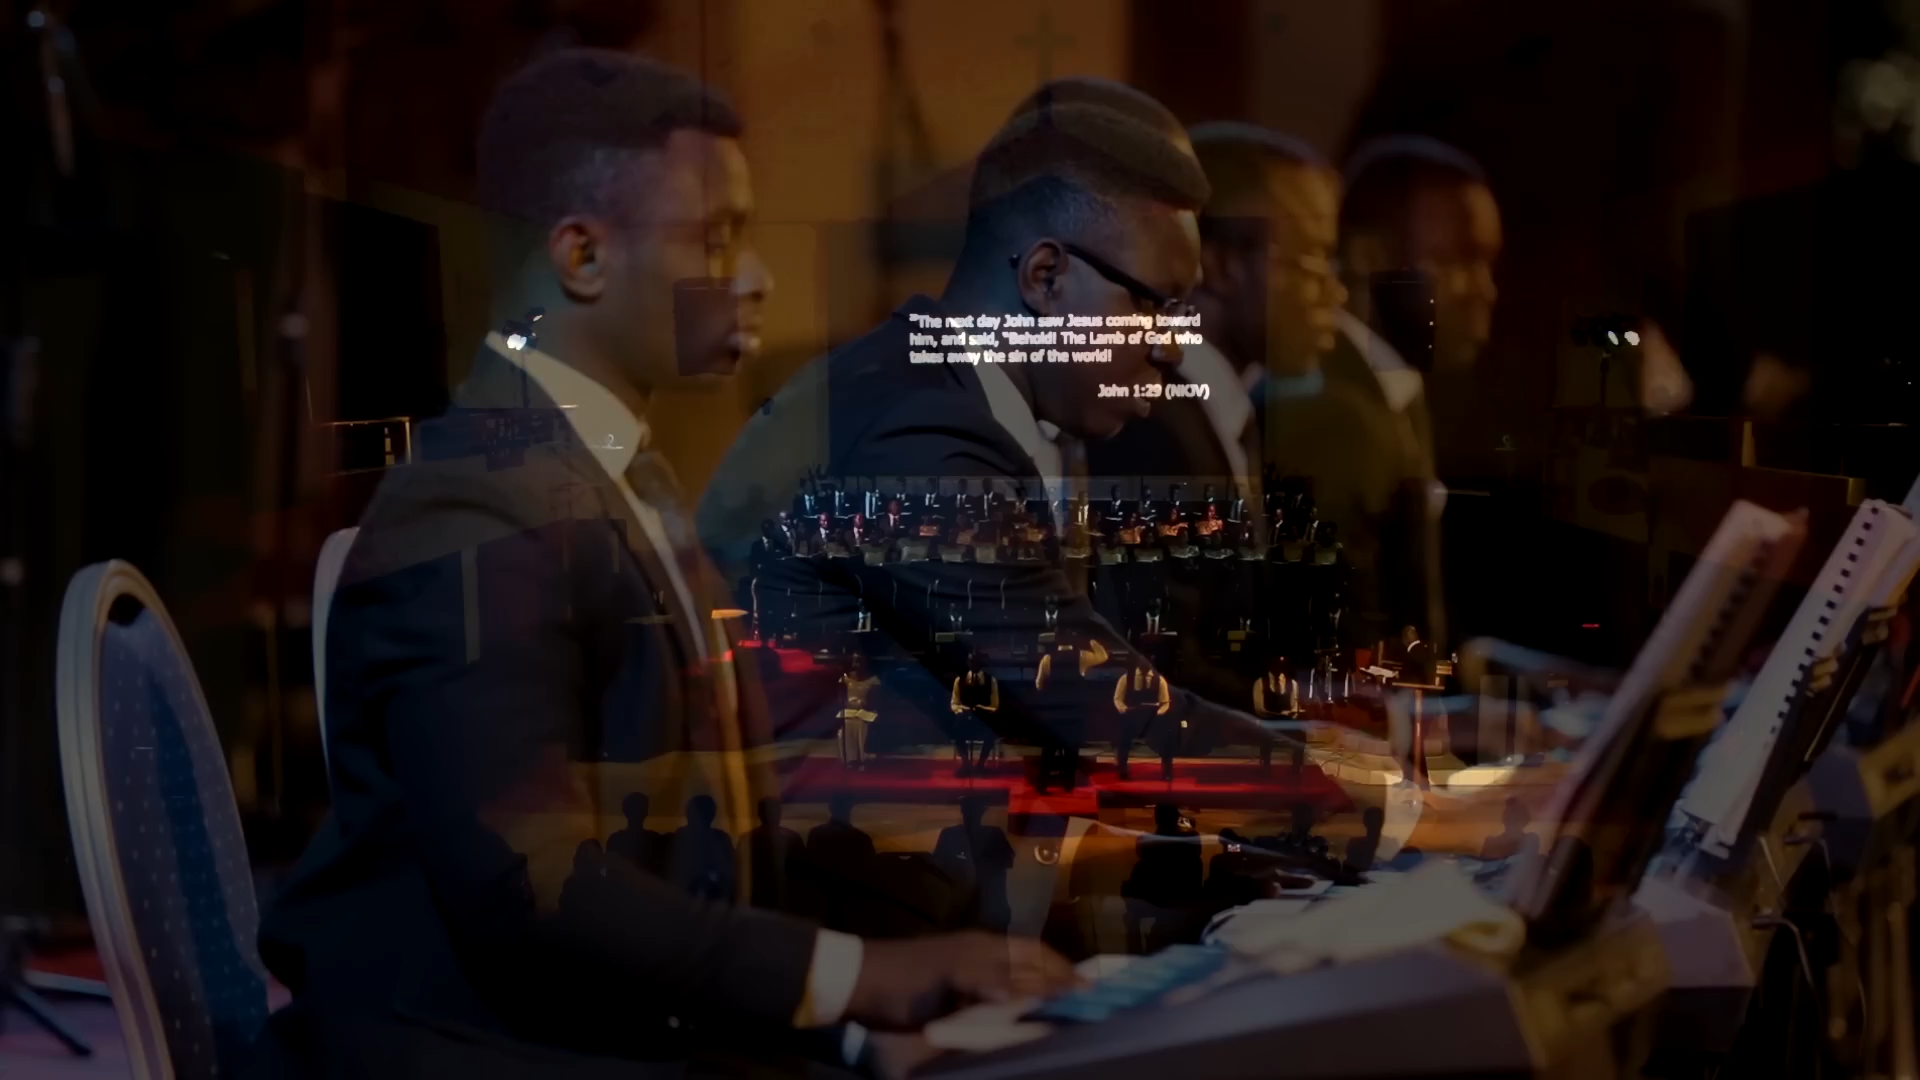 "The next day John saw Jesus coming toward
him, and said, "Behold! The Lamb of God who
takes away the sin of the world!
John 1:29 (NKJV)